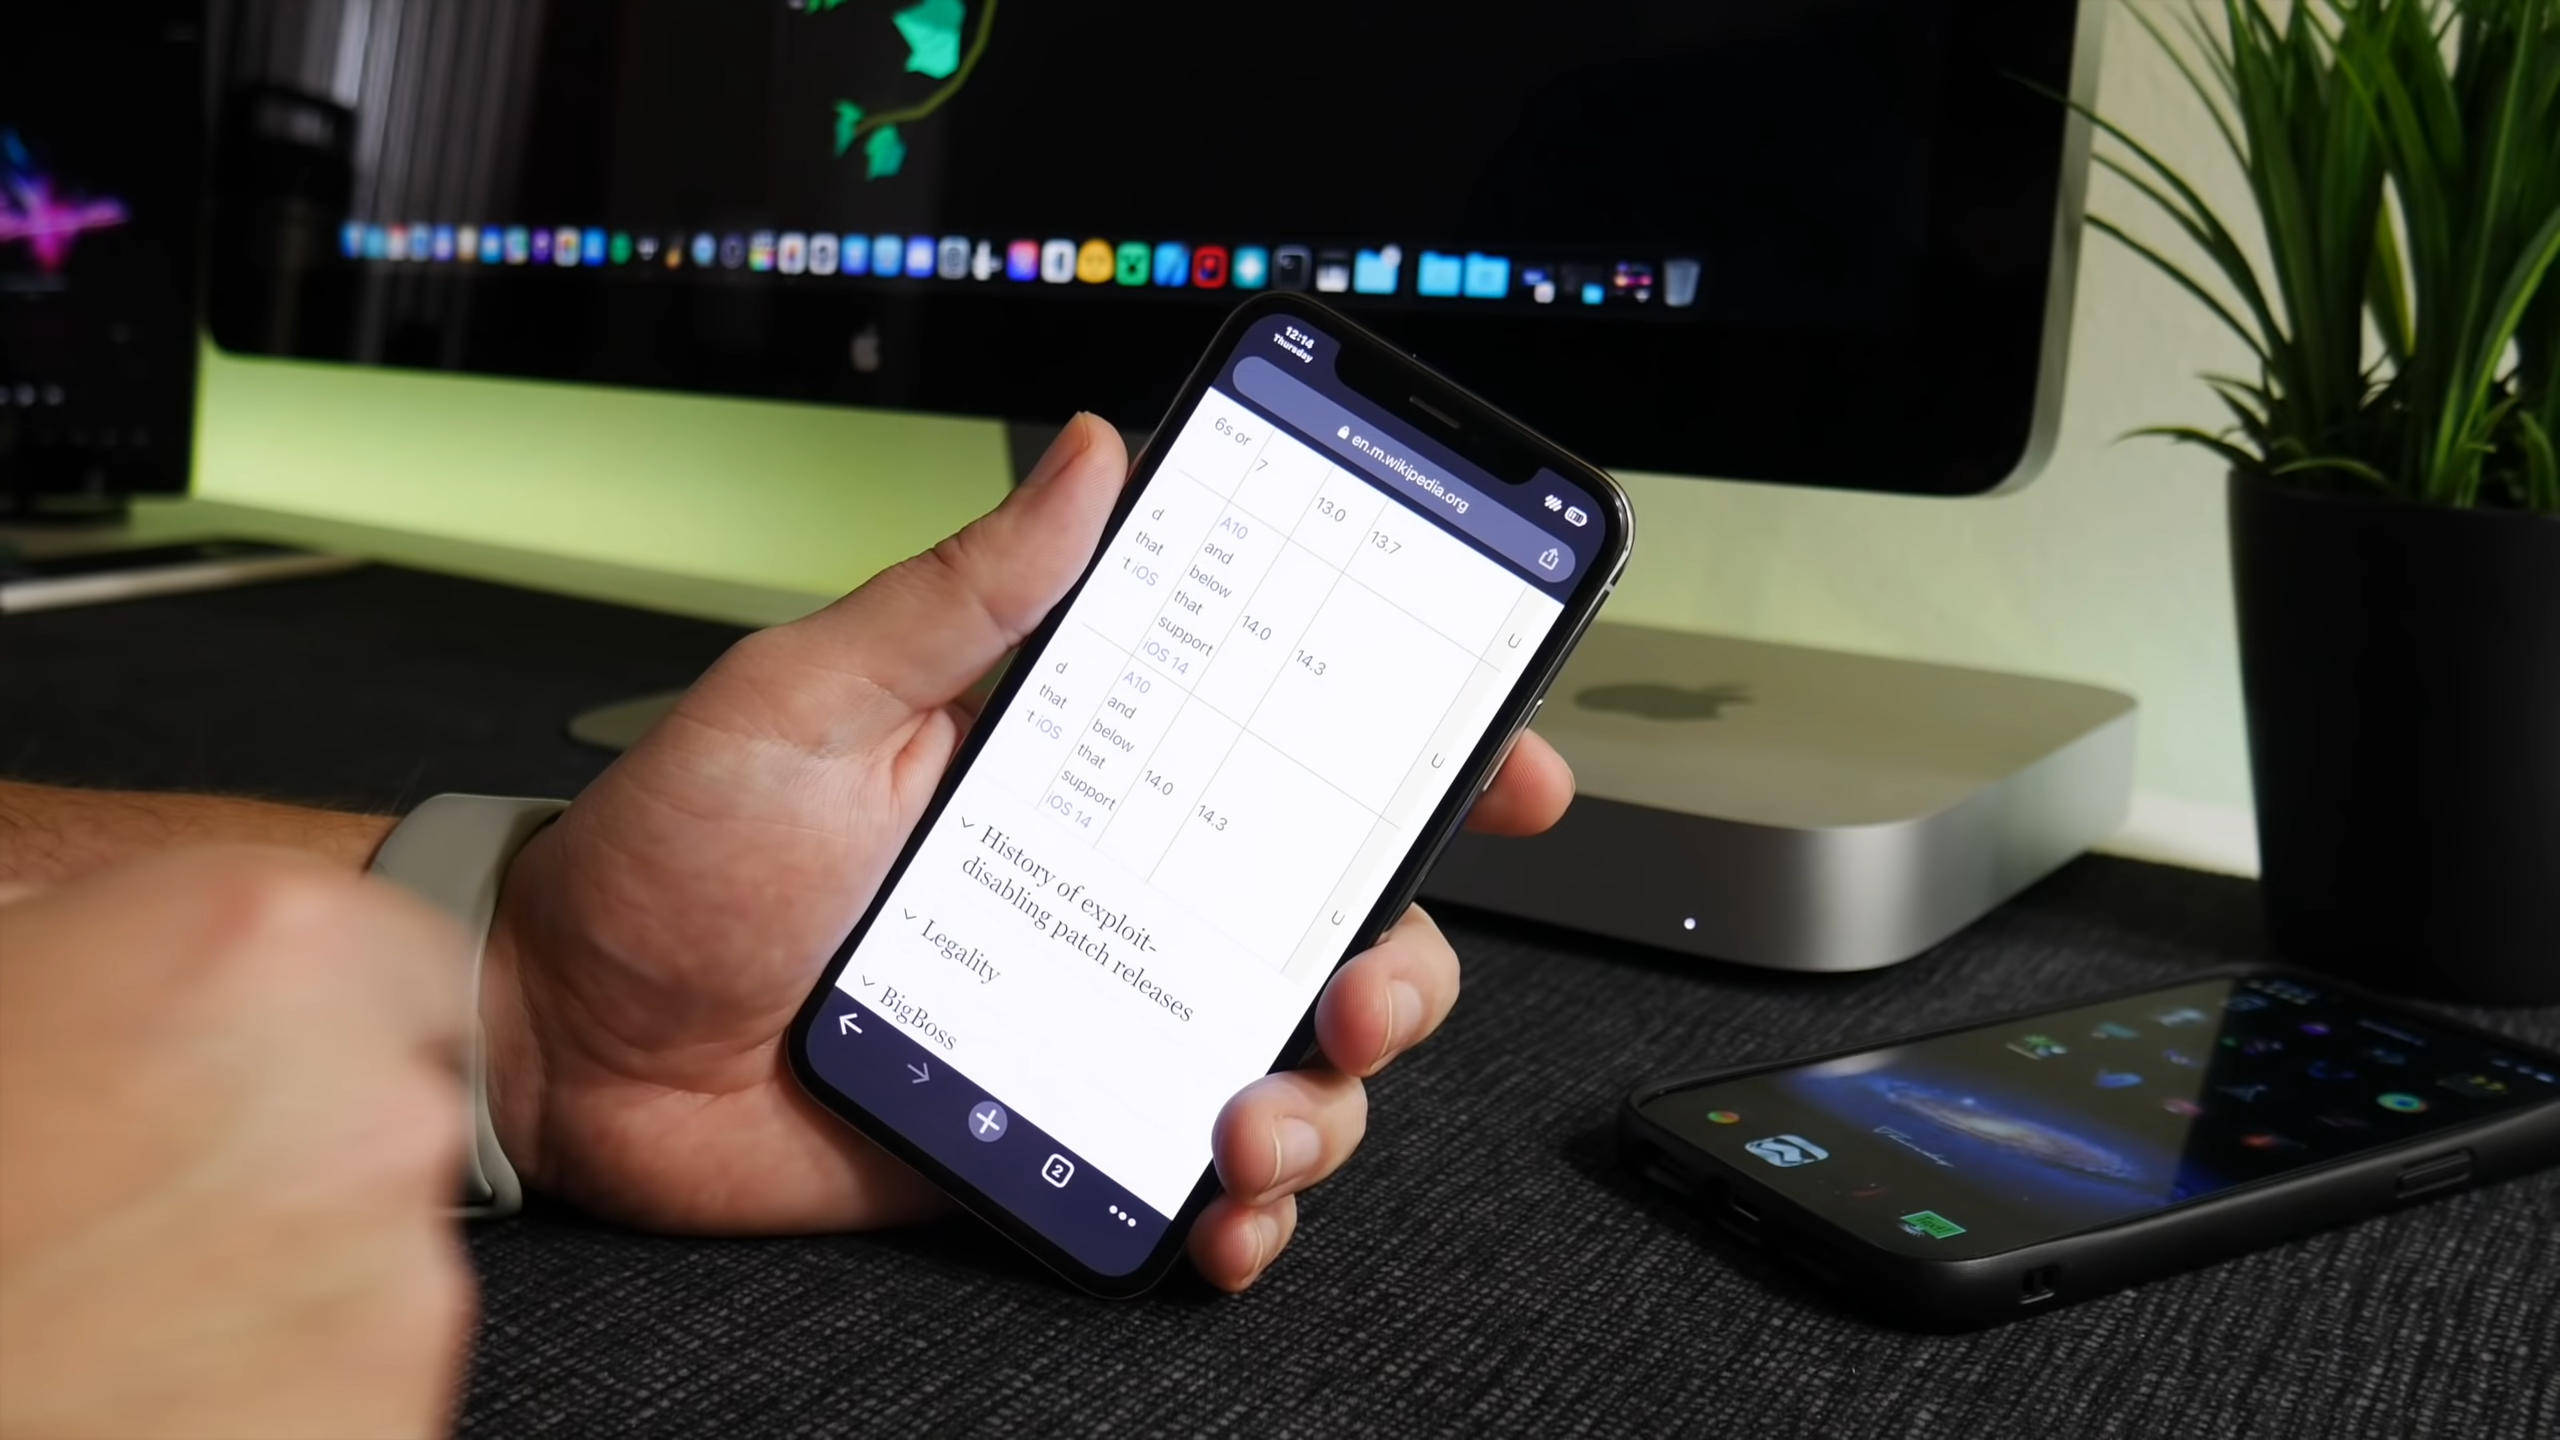 12:14
Thursday
en.m.wikipedia.org
6s or
7
13.0
13.7
d
that
't iOS
A10
and
below
that
support
iOS 14
14.0
14.3
U
d
that
't iOS
A10
and
below
that
support
iOS 14
14.0
14.3
U
U
History of exploit-
disabling patch releases
Legality
BigBoss
2
Thursday